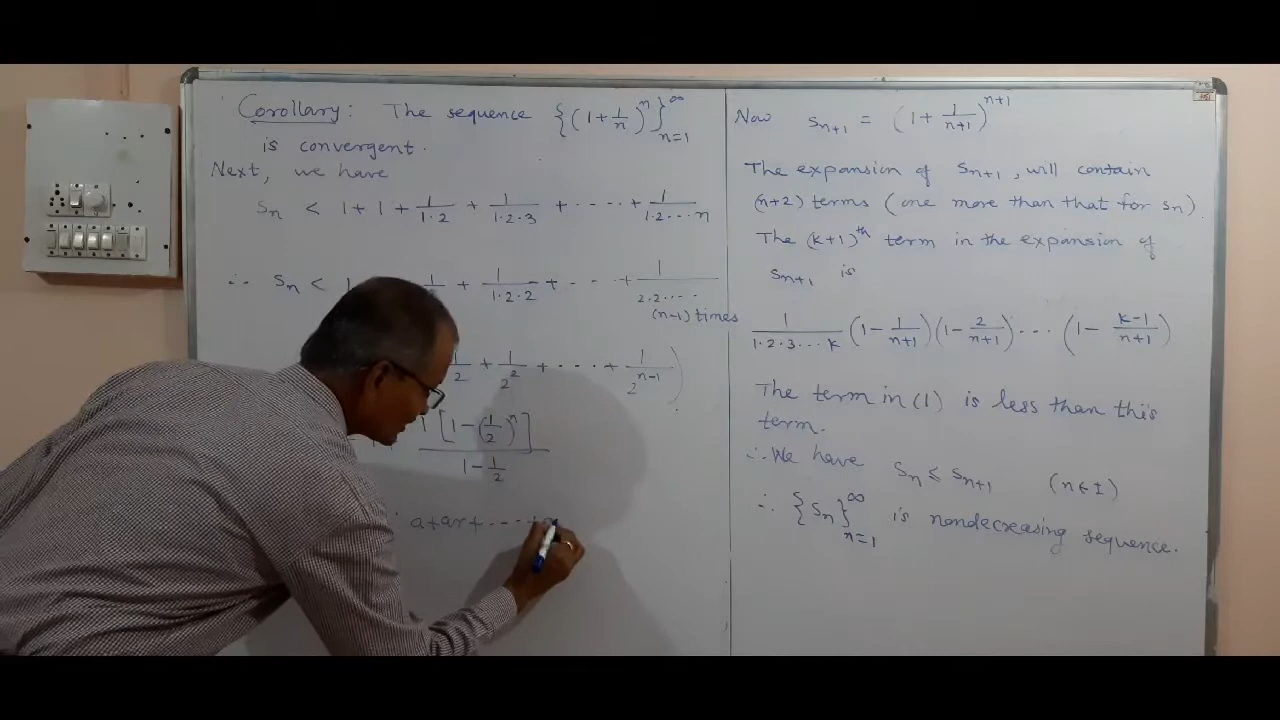 Corollary: The sequence {(1+1/n)^n}_{n=1}^∞
is convergent.
Next, we have
S_n < 1+1+1/(1·2) + 1/(1·2·3) + ···· + 1/(1·2····n)
∴ S_n < 1 + 1/(1·2·2) + ···+ 1/(2·2····
(n-1) times
1/2 + 1/2² + ···· + 1/2^{n-1})
1[1-(1/2)^n] / (1-1/2)
a+ar+····+
Now S_{n+1} = (1+ 1/(n+1))^{n+1}
The expansion of S_{n+1}, will contain
(n+2) terms (one more than that for S_n).
The (k+1)^{th} term in the expansion of
S_{n+1} is
1/(1·2·3···k) (1- 1/(n+1))(1- 2/(n+1))···· (1- (k-1)/(n+1))
The term in (1) is less than this
term.
∴ We have S_n ≤ S_{n+1} (n∈I)
∴ {S_n}_{n=1}^∞ is nondecreasing sequence.